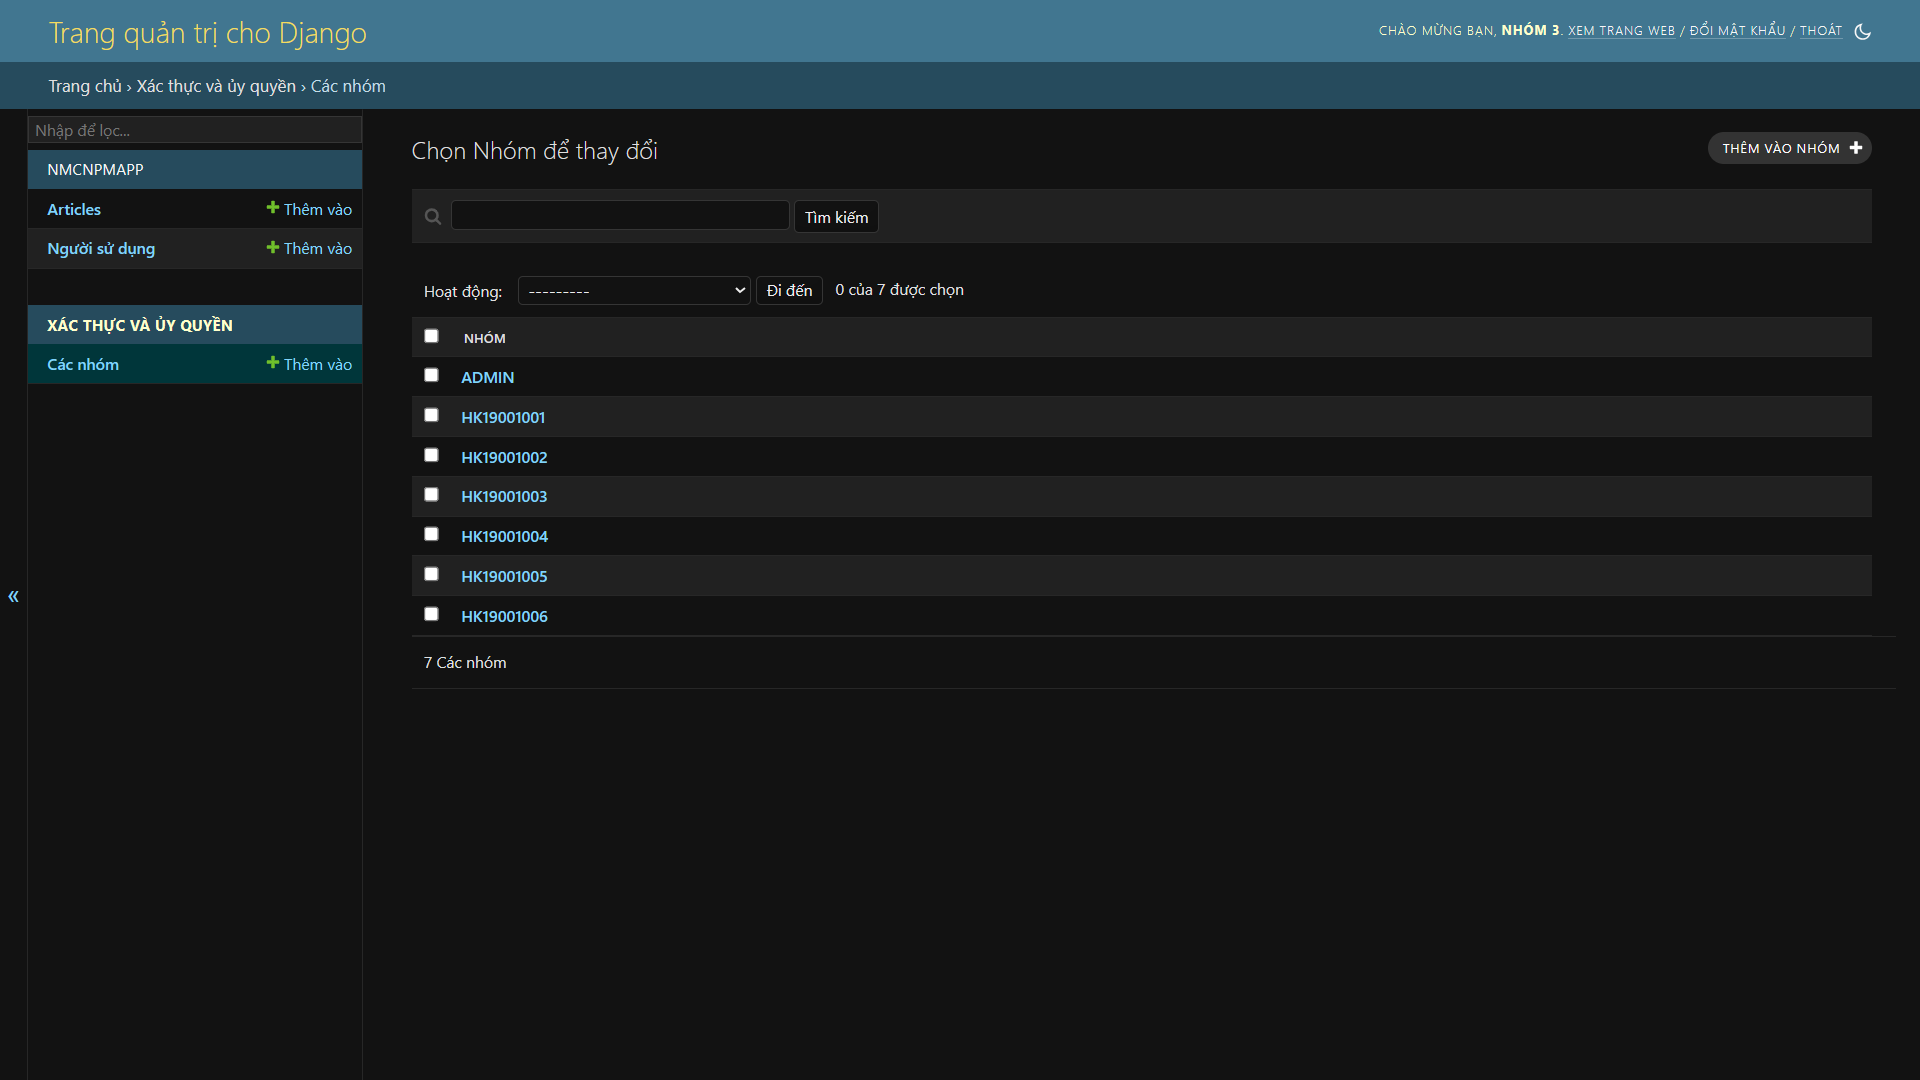 Trang quản trị cho Django
CHÀO MỪNG BẠN, NHÓM 3. XEM TRANG WEB / ĐỔI MẬT KHẨU / THOÁT
Trang chủ › Xác thực và ủy quyền › Các nhóm
Nhập để lọc...
NMCNPMAPP
Articles Thêm vào
Người sử dụng Thêm vào
XÁC THỰC VÀ ỦY QUYỀN
Các nhóm Thêm vào
«
Chọn Nhóm để thay đổi
THÊM VÀO NHÓM
Tìm kiếm
Hoạt động: --------- Đi đến 0 của 7 được chọn
NHÓM
ADMIN
HK19001001
HK19001002
HK19001003
HK19001004
HK19001005
HK19001006
7 Các nhóm